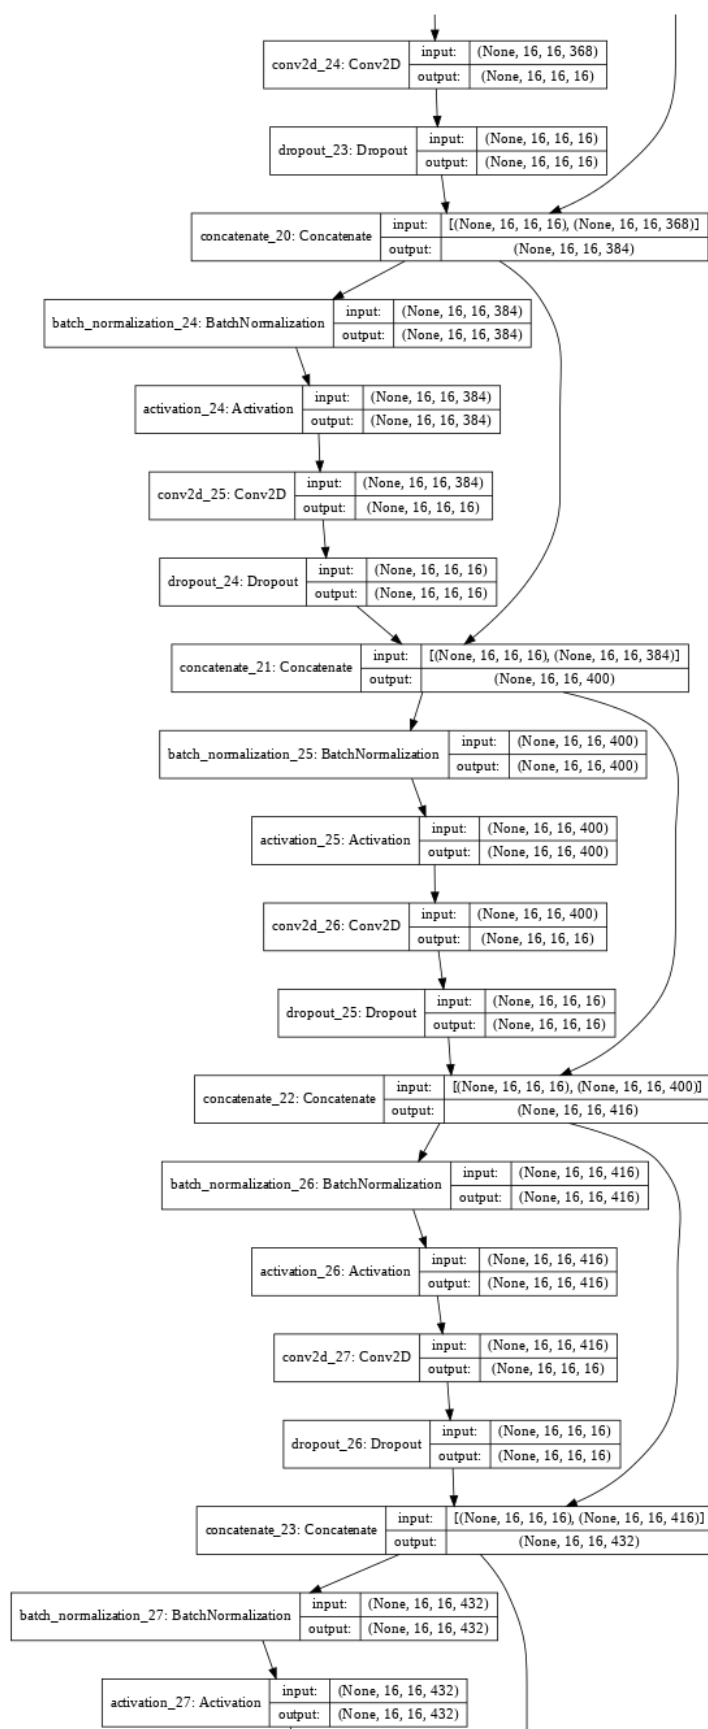 conv2d_24: Conv2D input: (None, 16, 16, 368)
output: (None, 16, 16, 16)
dropout_23: Dropout input: (None, 16, 16, 16)
output: (None, 16, 16, 16)
concatenate_20: Concatenate input: [(None, 16, 16, 16), (None, 16, 16, 368)]
output: (None, 16, 16, 384)
batch_normalization_24: BatchNormalization input: (None, 16, 16, 384)
output: (None, 16, 16, 384)
activation_24: Activation input: (None, 16, 16, 384)
output: (None, 16, 16, 384)
conv2d_25: Conv2D input: (None, 16, 16, 384)
output: (None, 16, 16, 16)
dropout_24: Dropout input: (None, 16, 16, 16)
output: (None, 16, 16, 16)
concatenate_21: Concatenate input: [(None, 16, 16, 16), (None, 16, 16, 384)]
output: (None, 16, 16, 400)
batch_normalization_25: BatchNormalization input: (None, 16, 16, 400)
output: (None, 16, 16, 400)
activation_25: Activation input: (None, 16, 16, 400)
output: (None, 16, 16, 400)
conv2d_26: Conv2D input: (None, 16, 16, 400)
output: (None, 16, 16, 16)
dropout_25: Dropout input: (None, 16, 16, 16)
output: (None, 16, 16, 16)
concatenate_22: Concatenate input: [(None, 16, 16, 16), (None, 16, 16, 400)]
output: (None, 16, 16, 416)
batch_normalization_26: BatchNormalization input: (None, 16, 16, 416)
output: (None, 16, 16, 416)
activation_26: Activation input: (None, 16, 16, 416)
output: (None, 16, 16, 416)
conv2d_27: Conv2D input: (None, 16, 16, 416)
output: (None, 16, 16, 16)
dropout_26: Dropout input: (None, 16, 16, 16)
output: (None, 16, 16, 16)
concatenate_23: Concatenate input: [(None, 16, 16, 16), (None, 16, 16, 416)]
output: (None, 16, 16, 432)
batch_normalization_27: BatchNormalization input: (None, 16, 16, 432)
output: (None, 16, 16, 432)
activation_27: Activation input: (None, 16, 16, 432)
output: (None, 16, 16, 432)